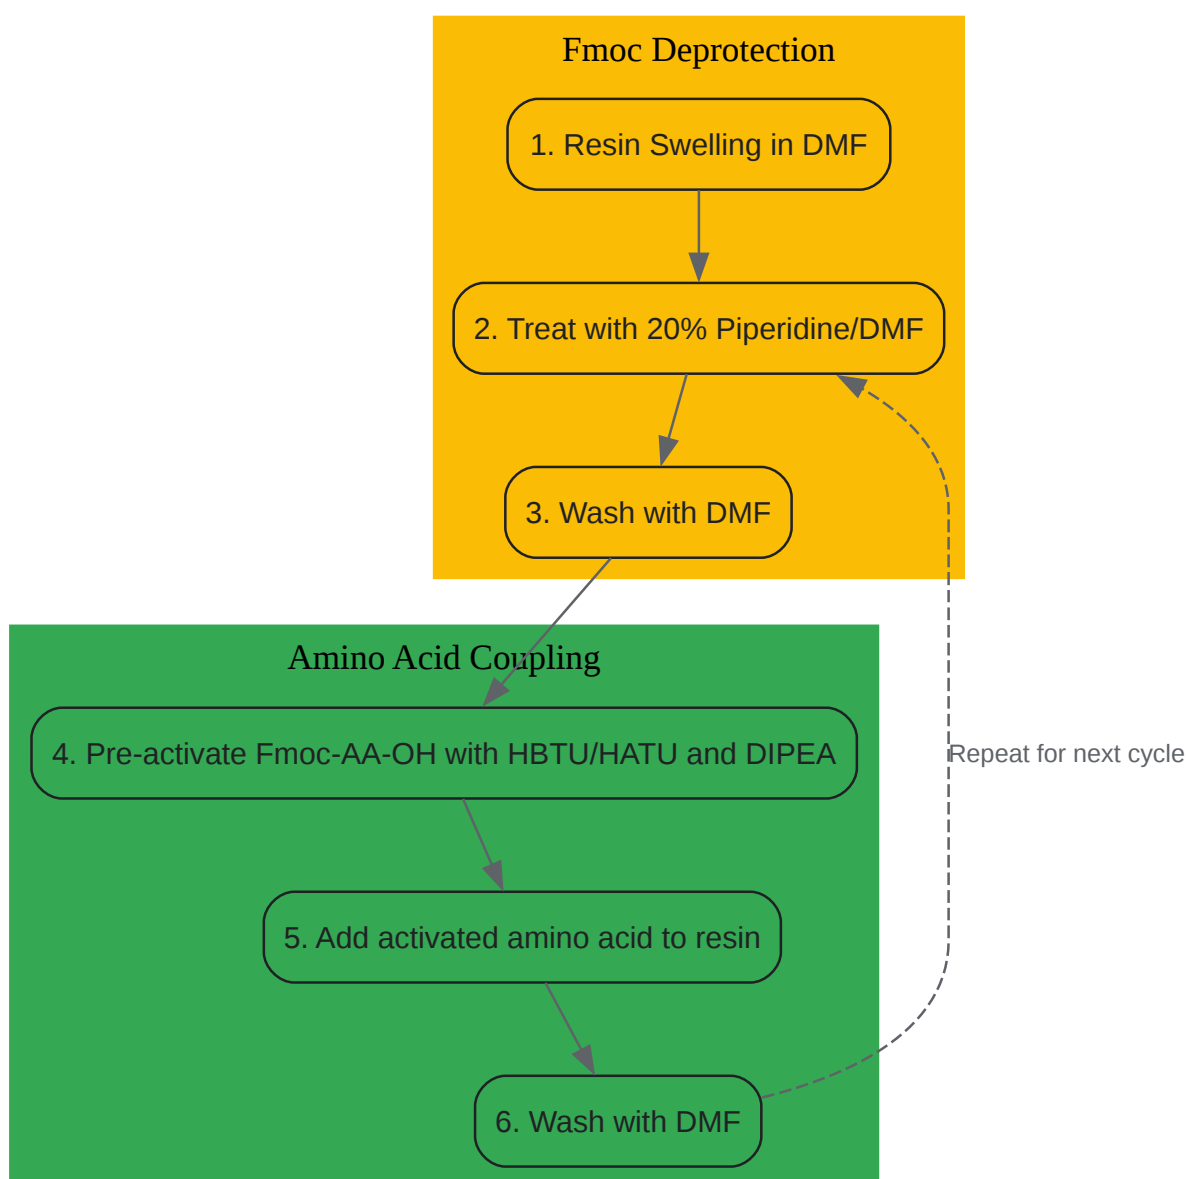 Fmoc Deprotection
1. Resin Swelling in DMF
2. Treat with 20% Piperidine/DMF
3. Wash with DMF
Amino Acid Coupling
4. Pre-activate Fmoc-AA-OH with HBTU/HATU and DIPEA
Repeat for next cycle
5. Add activated amino acid to resin
6. Wash with DMF